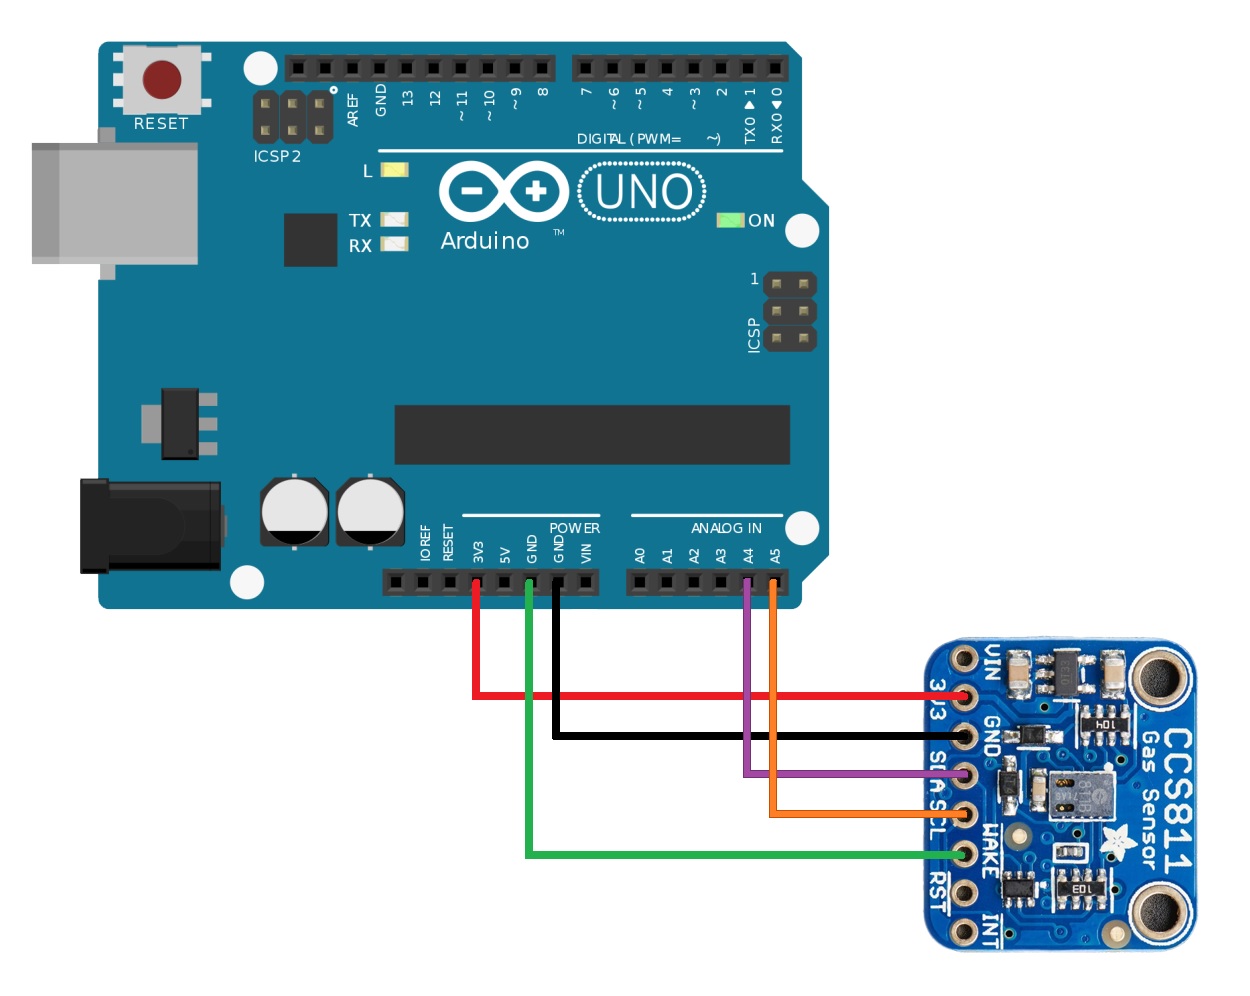 RESET
ICSP2
AREF
GND
13
12
~11
~10
~9
8
7
~6
~5
4
~3
2
TX0 ▶ 1
RX0 ◀ 0
DIGITAL (PWM= ~)
L
TX
RX
UNO
Arduino
TM
ON
1
ICSP
POWER
ANALOG IN
IOREF
RESET
3V3
5V
GND
GND
VIN
A0
A1
A2
A3
A4
A5
VIN
3V3
GND
SDA
SCL
WAKE
RST
INT
104
103
CCS811
Gas Sensor